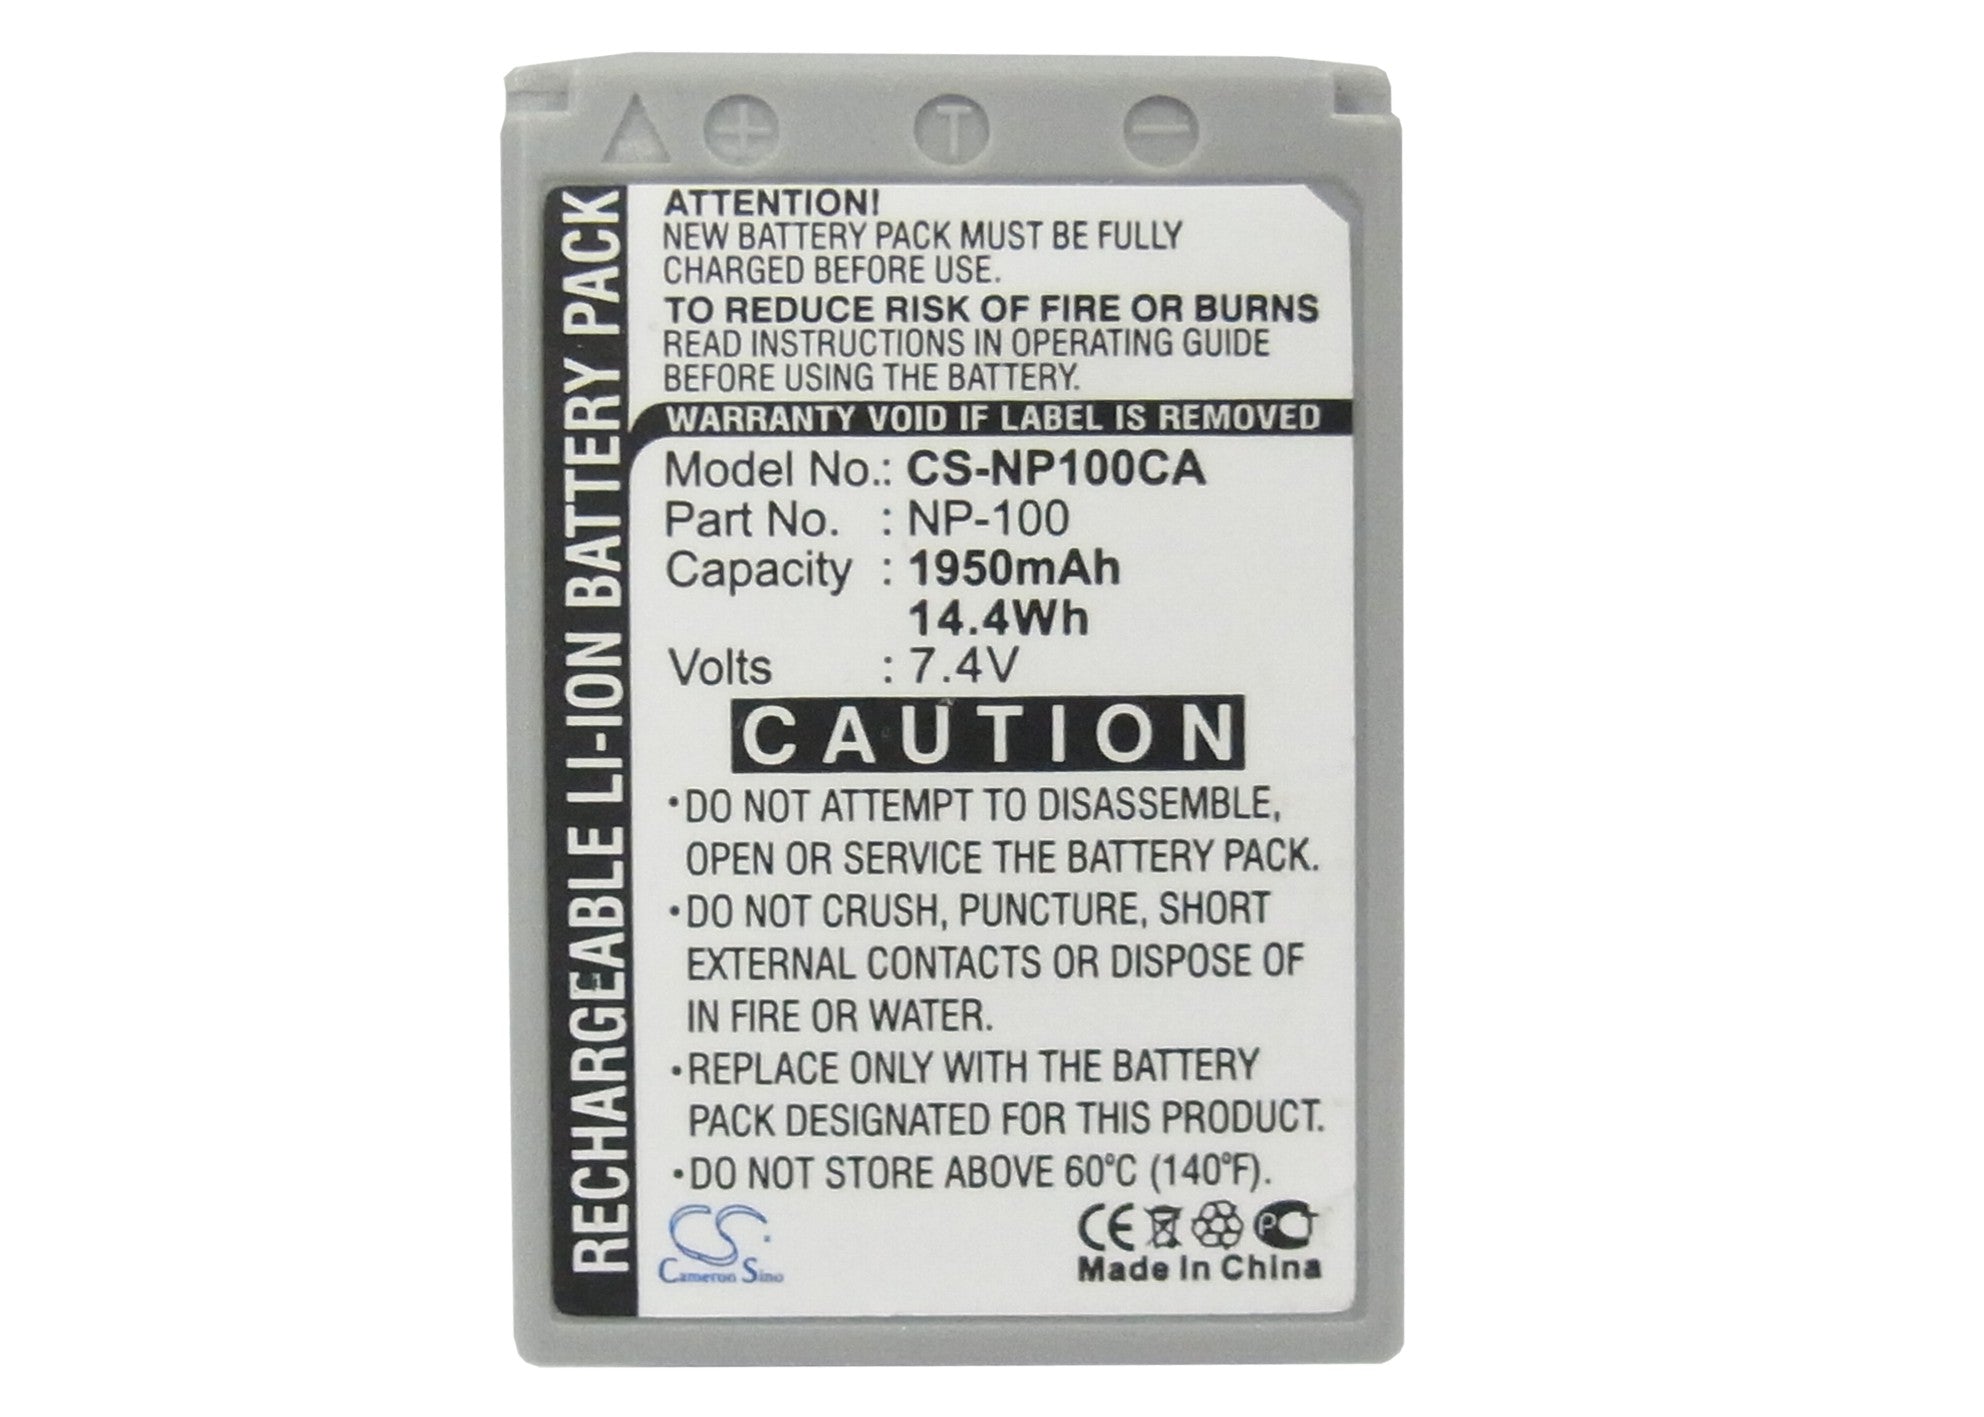 + T −
RECHARGEABLE LI-ION BATTERY PACK
ATTENTION!
NEW BATTERY PACK MUST BE FULLY
CHARGED BEFORE USE.
TO REDUCE RISK OF FIRE OR BURNS
READ INSTRUCTIONS IN OPERATING GUIDE
BEFORE USING THE BATTERY.
WARRANTY VOID IF LABEL IS REMOVED
Model No.: CS-NP100CA
Part No. : NP-100
Capacity : 1950mAh
14.4Wh
Volts : 7.4V
CAUTION
•DO NOT ATTEMPT TO DISASSEMBLE,
OPEN OR SERVICE THE BATTERY PACK.
•DO NOT CRUSH, PUNCTURE, SHORT
EXTERNAL CONTACTS OR DISPOSE OF
IN FIRE OR WATER.
•REPLACE ONLY WITH THE BATTERY
PACK DESIGNATED FOR THIS PRODUCT.
•DO NOT STORE ABOVE 60°C (140°F).
CS
Cameron Sino
CE PCT
Made In China